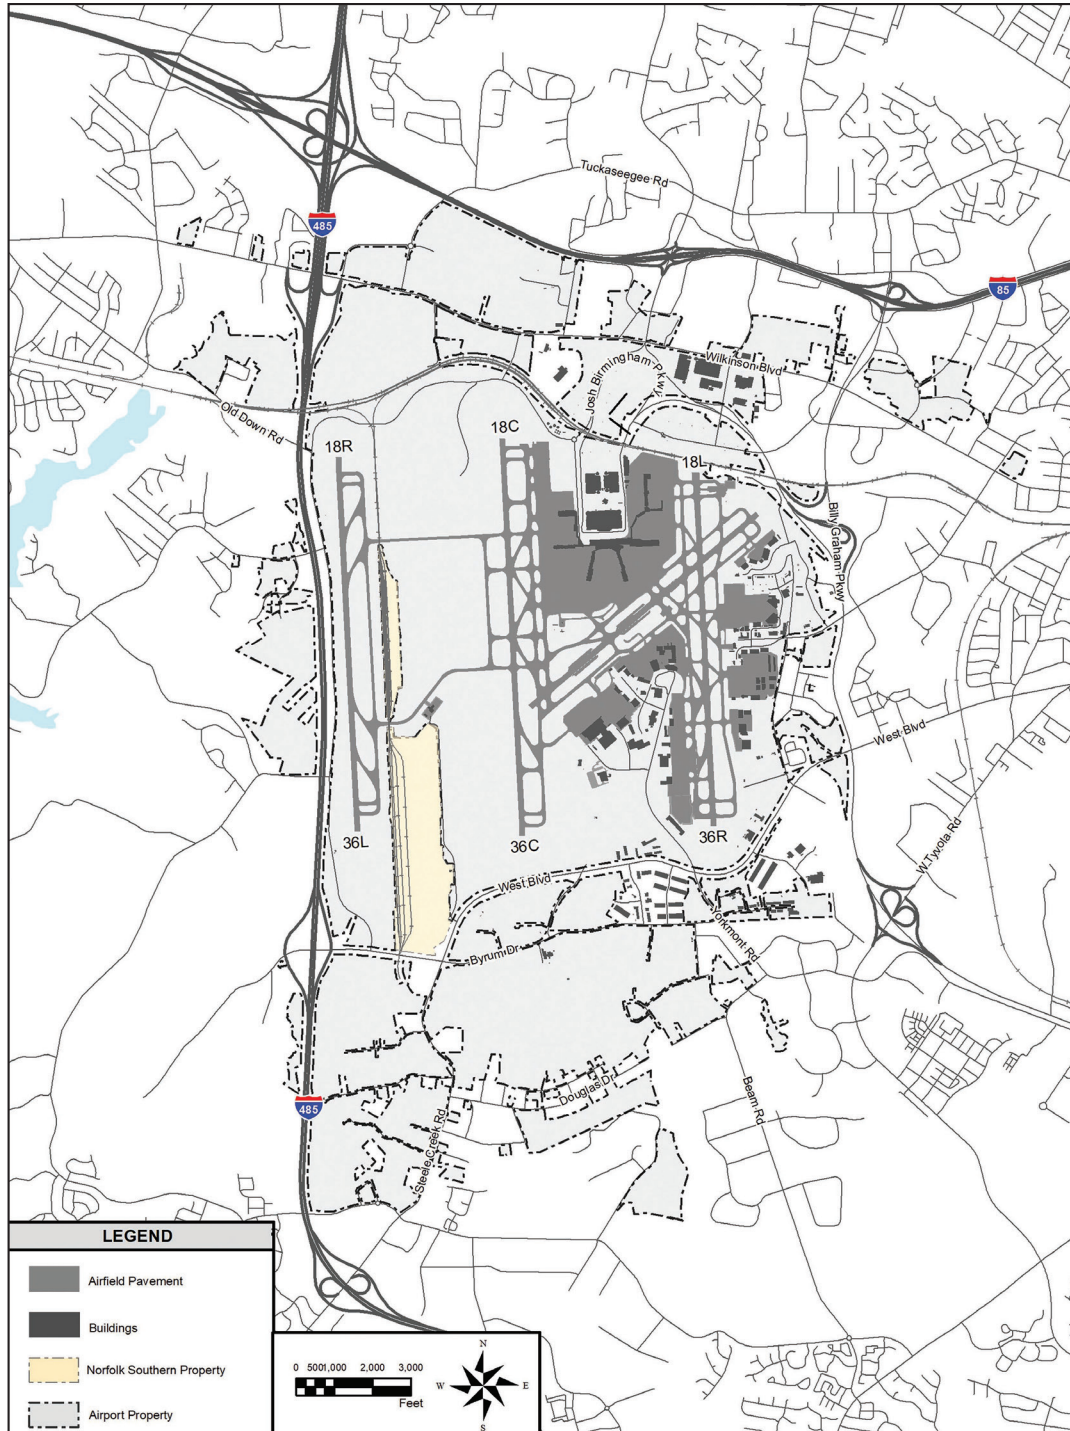 Tuckaseegee Rd
485
85
Wilkinson Blvd
Josh Birmingham Pkwy
Old Down Rd
18R
18C
18L
Billy Graham Pkwy
West Blvd
W Tyvola Rd
36L
36C
36R
West Blvd
Yorkmont Rd
Byrum Dr
Beam Rd
Douglas Dr
485
Steele Creek Rd
LEGEND
Airfield Pavement
Buildings
Norfolk Southern Property
Airport Property
0 500 1,000 2,000 3,000
Feet
N
W E
S